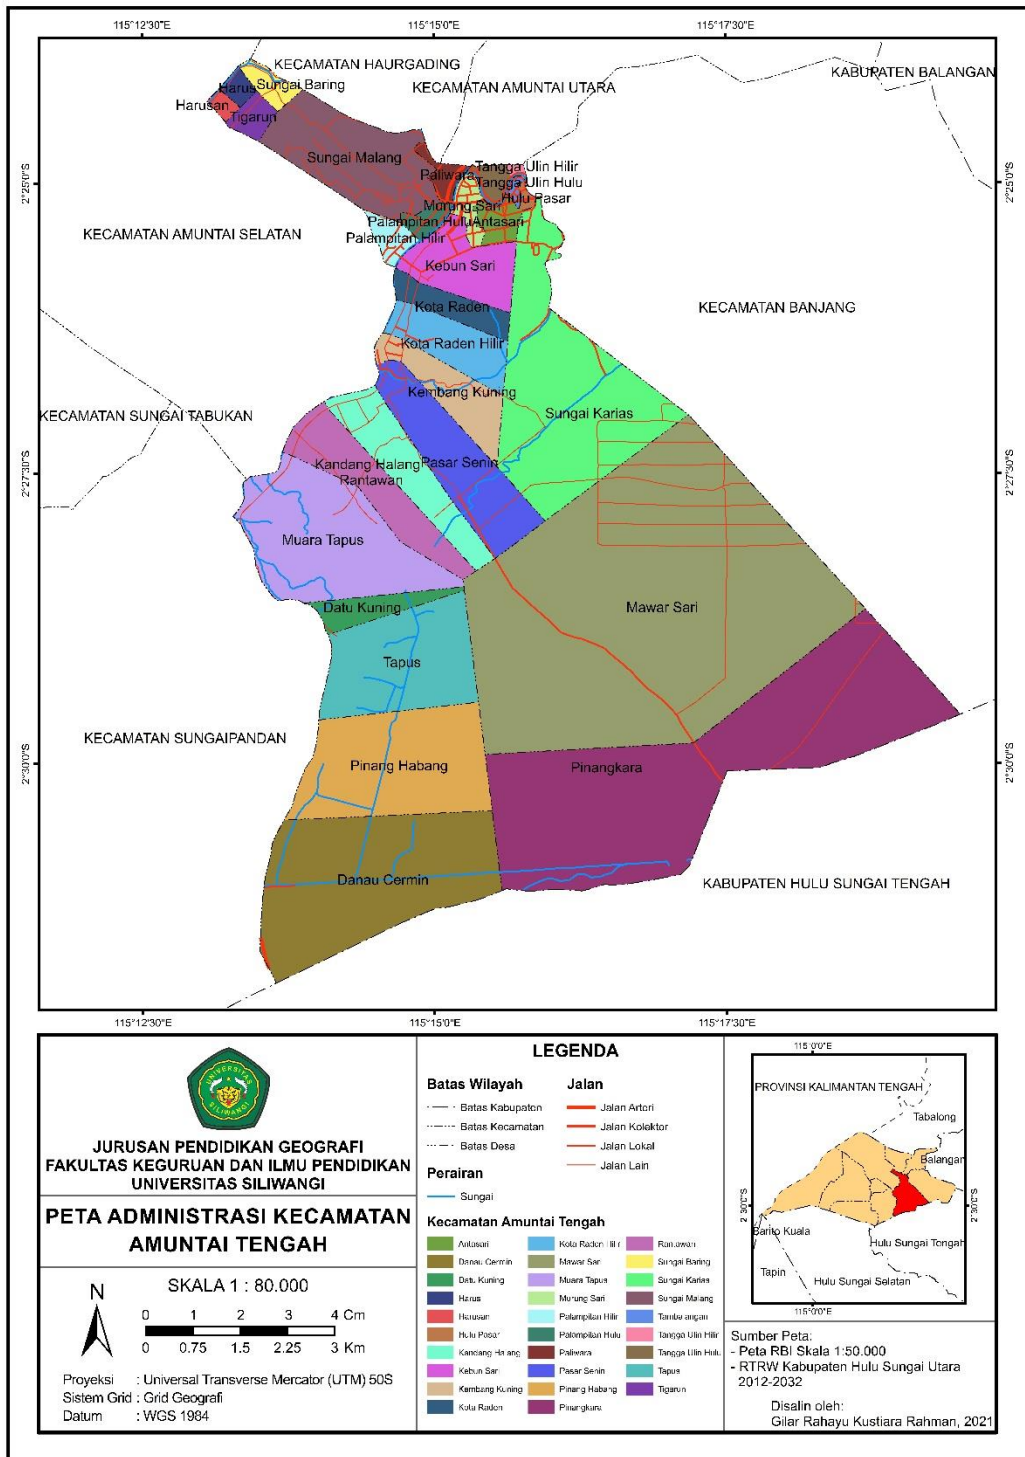 115°12'30"E
115°15'0"E
115°17'30"E
KECAMATAN HAURGADING
KABUPATEN BALANGAN
KECAMATAN AMUNTAI UTARA
Sungai Baring
Harus
Harusan
Tigarun
Sungai Malang
Paliwara
Tangga Ulin Hilir
Tangga Ulin Hulu
Hulu Pasar
Murung Sari
Palampitan Hulu
Antasari
Palampitan Hilir
2°25'0"S
2°25'0"S
KECAMATAN AMUNTAI SELATAN
Kebun Sari
Kota Raden
KECAMATAN BANJANG
Kota Raden Hilir
Kembang Kuning
KECAMATAN SUNGAI TABUKAN
Sungai Karias
Kandang Halang
Pasar Senin
Rantawan
2°27'30"S
2°27'30"S
Muara Tapus
Datu Kuning
Mawar Sari
Tapus
KECAMATAN SUNGAIPANDAN
Pinang Habang
Pinangkara
2°30'0"S
2°30'0"S
Danau Cermin
KABUPATEN HULU SUNGAI TENGAH
115°12'30"E
115°15'0"E
115°17'30"E
UNIVERSITAS
SILIWANGI
JURUSAN PENDIDIKAN GEOGRAFI
FAKULTAS KEGURUAN DAN ILMU PENDIDIKAN
UNIVERSITAS SILIWANGI
PETA ADMINISTRASI KECAMATAN
AMUNTAI TENGAH
N
SKALA 1 : 80.000
0 1 2 3 4 Cm
0 0.75 1.5 2.25 3 Km
Proyeksi : Universal Transverse Mercator (UTM) 50S
Sistem Grid : Grid Geografi
Datum : WGS 1984
LEGENDA
Batas Wilayah
Batas Kabupaten
Batas Kecamatan
Batas Desa
Perairan
Sungai
Jalan
Jalan Arteri
Jalan Kolektor
Jalan Lokal
Jalan Lain
Kecamatan Amuntai Tengah
Antasari
Danau Cermin
Datu Kuning
Harus
Harusan
Hulu Pasar
Kandang Halang
Kebun Sari
Kembang Kuning
Kota Raden
Kota Raden Hilir
Mawar Sari
Muara Tapus
Murung Sari
Palampitan Hilir
Palampitan Hulu
Paliwara
Pasar Senin
Pinang Habang
Pinangkara
Rantawan
Sungai Baring
Sungai Karias
Sungai Malang
Tambalangan
Tangga Ulin Hilir
Tangga Ulin Hulu
Tapus
Tigarun
115°0'0"E
PROVINSI KALIMANTAN TENGAH
Tabalong
Balangan
2°30'0"S
2°30'0"S
Barito Kuala
Hulu Sungai Tengah
Tapin
Hulu Sungai Selatan
115°0'0"E
Sumber Peta:
- Peta RBI Skala 1:50.000
- RTRW Kabupaten Hulu Sungai Utara
2012-2032
Disalin oleh:
Gilar Rahayu Kustiara Rahman, 2021